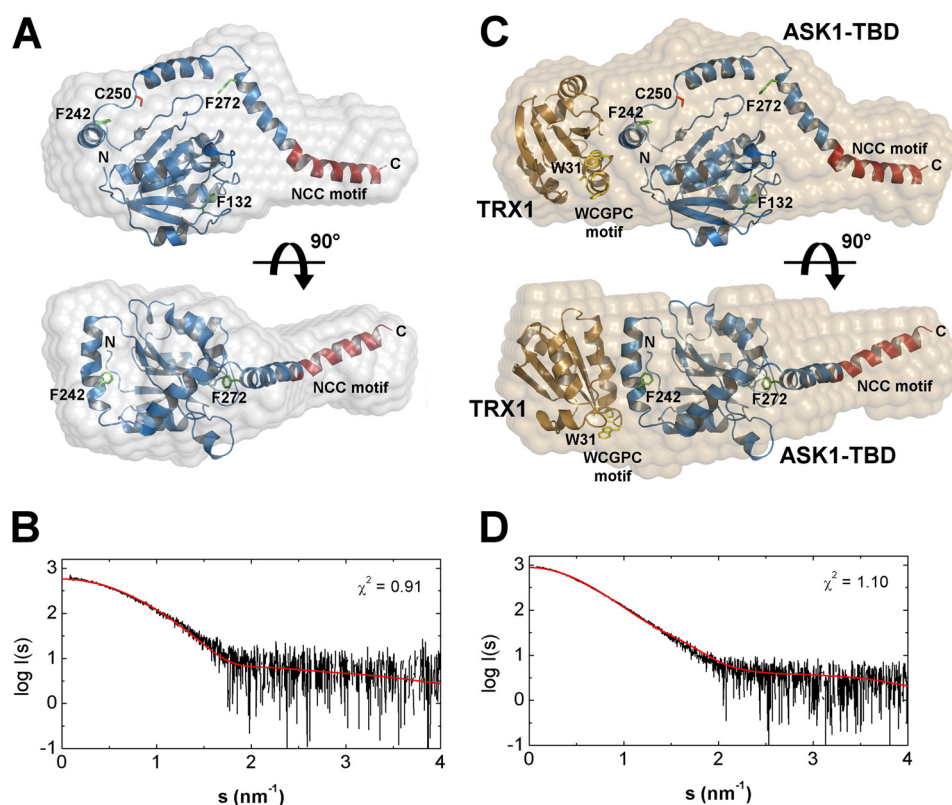 A
C250
F242
F272
N
C
NCC motif
F132
90°
N
C
F242
F272
NCC motif
C
ASK1-TBD
C250
F242
F272
N
C
W31
NCC motif
TRX1
WCGPC
motif
F132
90°
N
C
F242
F272
NCC motif
TRX1
W31
WCGPC
motif
ASK1-TBD
B
3
2
1
0
-1
log I(s)
χ² = 0.91
0 1 2 3 4
s (nm⁻¹)
D
3
2
1
0
-1
log I(s)
χ² = 1.10
0 1 2 3 4
s (nm⁻¹)